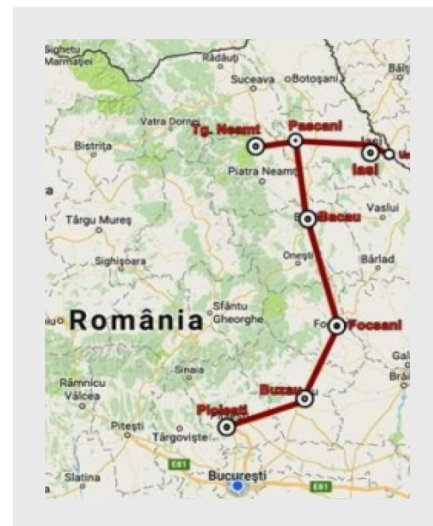 Sighetu
Marmației
Rădăuți
Suceava
Botoșani
Bălți
Vatra Dornei
Tg. Neamt
Pascani
Iasi
Bistrița
Piatra Neamț
Târgu Mureș
Bacau
Vaslui
Sighișoara
Onești
Bârlad
România
Sfântu
Gheorghe
Focsani
Sinaia
Râmnicu
Vâlcea
Ploiesti
Buzau
Pitești
Târgoviște
E81
București
E81
Slatina